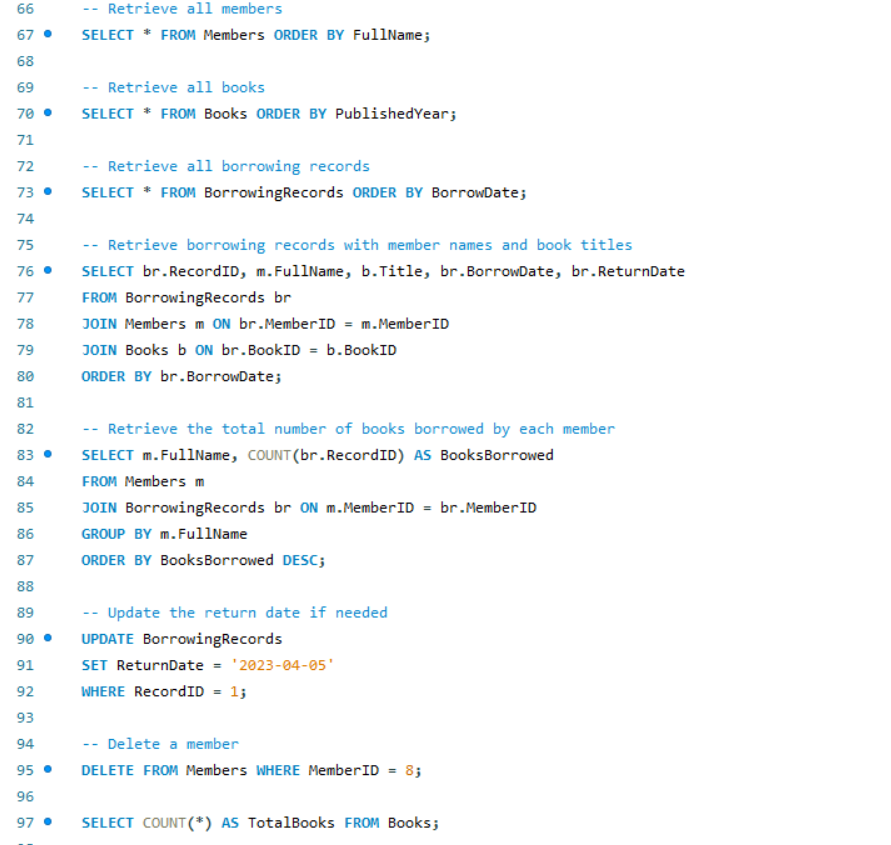 66 -- Retrieve all members
67 SELECT * FROM Members ORDER BY FullName;
68
69 -- Retrieve all books
70 SELECT * FROM Books ORDER BY PublishedYear;
71
72 -- Retrieve all borrowing records
73 SELECT * FROM BorrowingRecords ORDER BY BorrowDate;
74
75 -- Retrieve borrowing records with member names and book titles
76 SELECT br.RecordID, m.FullName, b.Title, br.BorrowDate, br.ReturnDate
77 FROM BorrowingRecords br
78 JOIN Members m ON br.MemberID = m.MemberID
79 JOIN Books b ON br.BookID = b.BookID
80 ORDER BY br.BorrowDate;
81
82 -- Retrieve the total number of books borrowed by each member
83 SELECT m.FullName, COUNT(br.RecordID) AS BooksBorrowed
84 FROM Members m
85 JOIN BorrowingRecords br ON m.MemberID = br.MemberID
86 GROUP BY m.FullName
87 ORDER BY BooksBorrowed DESC;
88
89 -- Update the return date if needed
90 UPDATE BorrowingRecords
91 SET ReturnDate = '2023-04-05'
92 WHERE RecordID = 1;
93
94 -- Delete a member
95 DELETE FROM Members WHERE MemberID = 8;
96
97 SELECT COUNT(*) AS TotalBooks FROM Books;